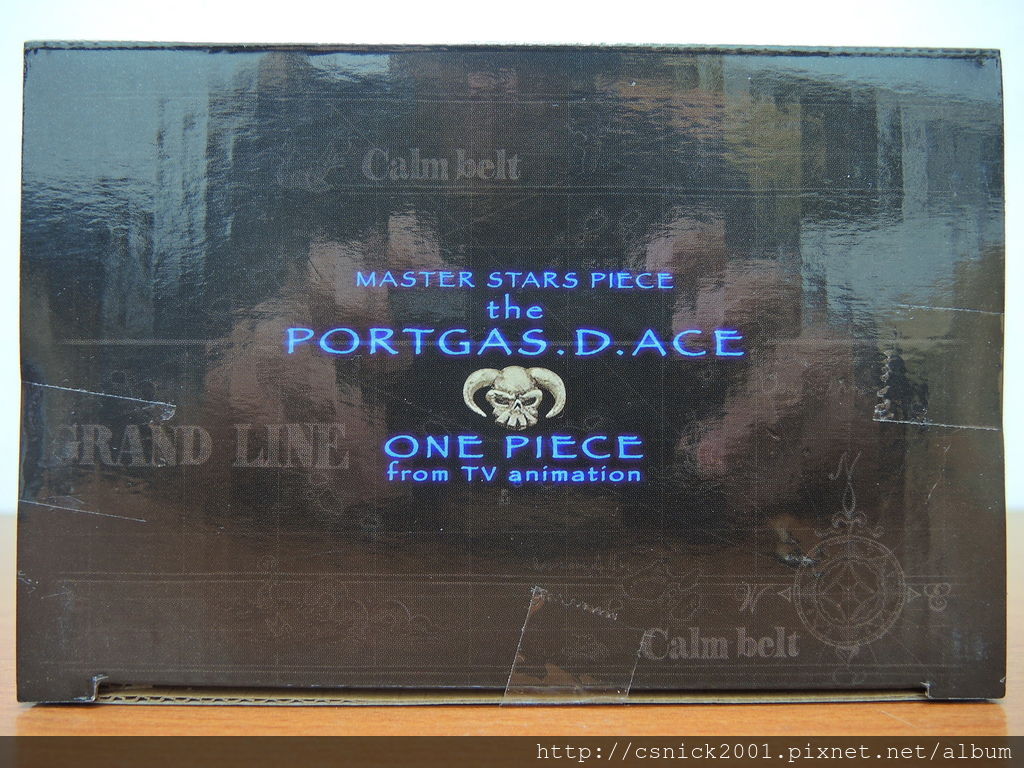 Calm belt
MASTER STARS PIECE
the
PORTGAS.D.ACE
GRAND LINE
ONE PIECE
from TV animation
N
W
E
Calm belt
http://csnick2001.pixnet.net/album